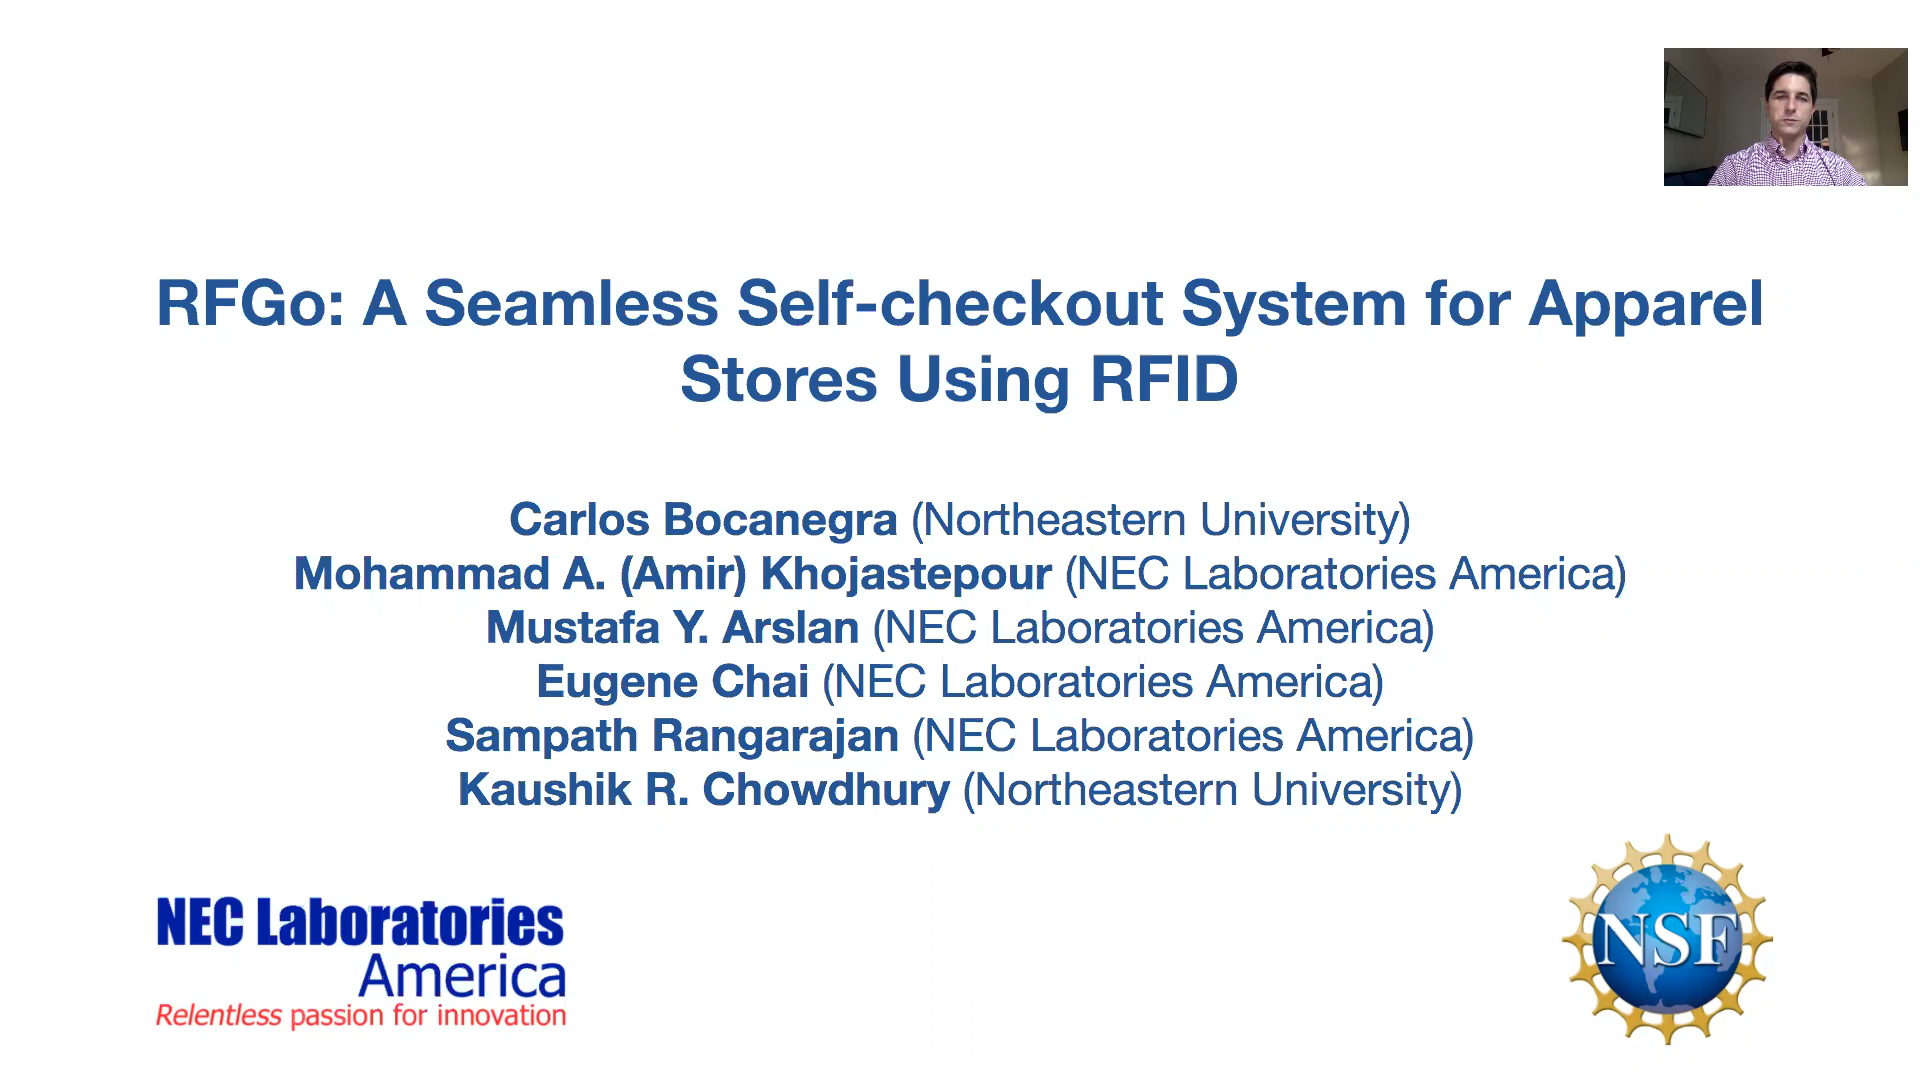 RFGo: A Seamless Self-checkout System for Apparel
Stores Using RFID
Carlos Bocanegra (Northeastern University)
Mohammad A. (Amir) Khojastepour (NEC Laboratories America)
Mustafa Y. Arslan (NEC Laboratories America)
Eugene Chai (NEC Laboratories America)
Sampath Rangarajan (NEC Laboratories America)
Kaushik R. Chowdhury (Northeastern University)
NEC Laboratories
America
Relentless passion for innovation
NSF